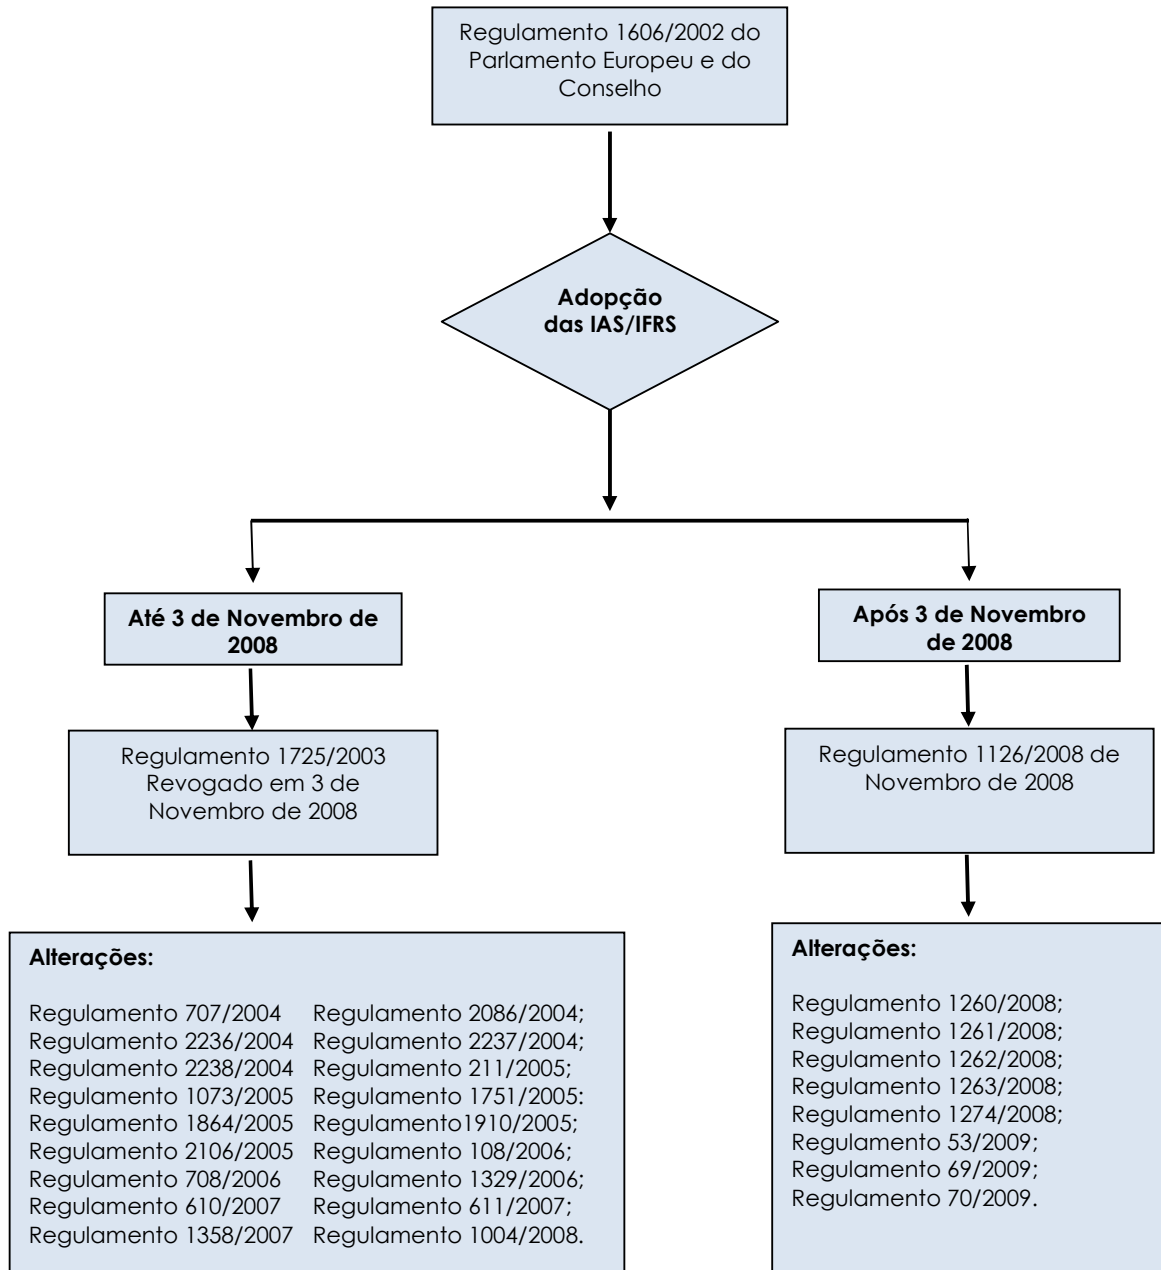 Regulamento 1606/2002 do
Parlamento Europeu e do
Conselho
Adopção
das IAS/IFRS
Até 3 de Novembro de
2008
Após 3 de Novembro
de 2008
Regulamento 1725/2003
Revogado em 3 de
Novembro de 2008
Regulamento 1126/2008 de
Novembro de 2008
Alterações:
Regulamento 707/2004 Regulamento 2086/2004;
Regulamento 2236/2004 Regulamento 2237/2004;
Regulamento 2238/2004 Regulamento 211/2005;
Regulamento 1073/2005 Regulamento 1751/2005:
Regulamento 1864/2005 Regulamento1910/2005;
Regulamento 2106/2005 Regulamento 108/2006;
Regulamento 708/2006 Regulamento 1329/2006;
Regulamento 610/2007 Regulamento 611/2007;
Regulamento 1358/2007 Regulamento 1004/2008.
Alterações:
Regulamento 1260/2008;
Regulamento 1261/2008;
Regulamento 1262/2008;
Regulamento 1263/2008;
Regulamento 1274/2008;
Regulamento 53/2009;
Regulamento 69/2009;
Regulamento 70/2009.